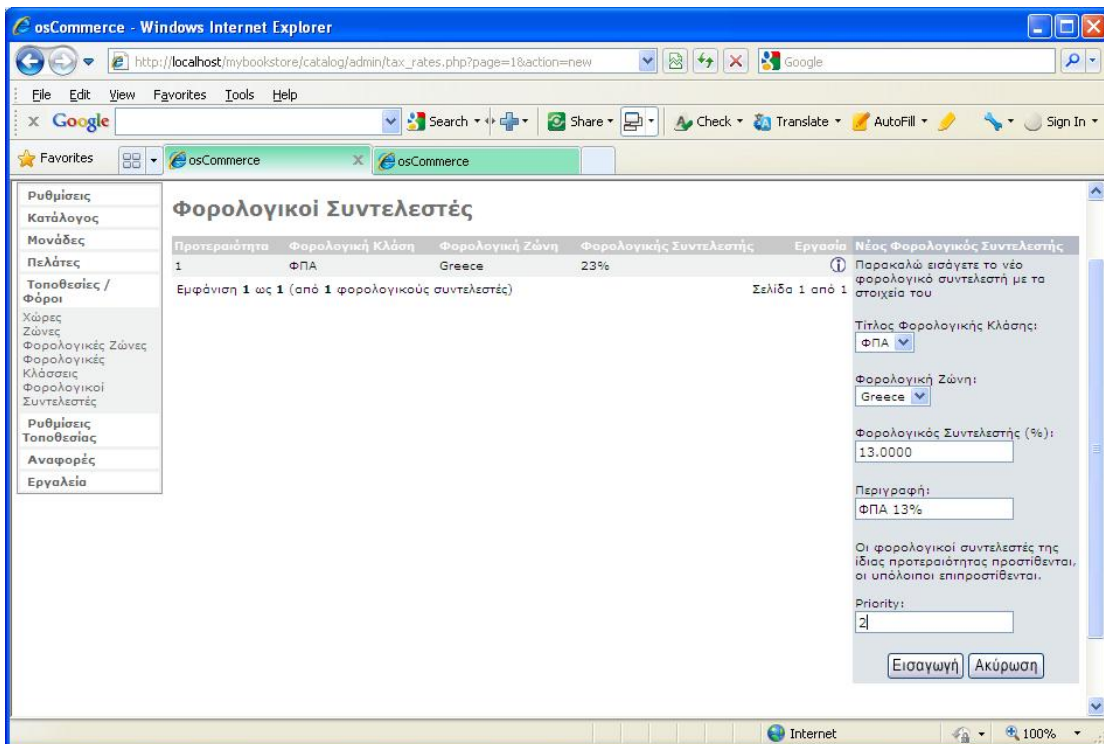 osCommerce - Windows Internet Explorer
http://localhost/mybookstore/catalog/admin/tax_rates.php?page=1&action=new
Google
File Edit View Favorites Tools Help
x Google Search Share Check Translate AutoFill Sign In
Favorites osCommerce x osCommerce
Ρυθμίσεις
Κατάλογος
Μονάδες
Πελάτες
Τοποθεσίες /
Φόροι
Χώρες
Ζώνες
Φορολογικές Ζώνες
Φορολογικές
Κλάσσεις
Φορολογικοί
Συντελεστές
Ρυθμίσεις
Τοποθεσίας
Αναφορές
Εργαλεία
Φορολογικοί Συντελεστές
Προτεραιότητα Φορολογική Κλάση Φορολογική Ζώνη Φορολογικής Συντελεστής Εργασία
1 ΦΠΑ Greece 23%
Εμφάνιση 1 ως 1 (από 1 φορολογικούς συντελεστές) Σελίδα 1 από 1
Νέος Φορολογικός Συντελεστής
Παρακαλώ εισάγετε το νέο
φορολογικό συντελεστή με τα
στοιχεία του
Τίτλος Φορολογικής Κλάσης:
ΦΠΑ
Φορολογική Ζώνη:
Greece
Φορολογικός Συντελεστής (%):
13.0000
Περιγραφή:
ΦΠΑ 13%
Οι φορολογικοί συντελεστές της
ίδιας προτεραιότητας προστίθενται,
οι υπόλοιποι επιπροστίθενται.
Priority:
2
Εισαγωγή Ακύρωση
Internet 100%